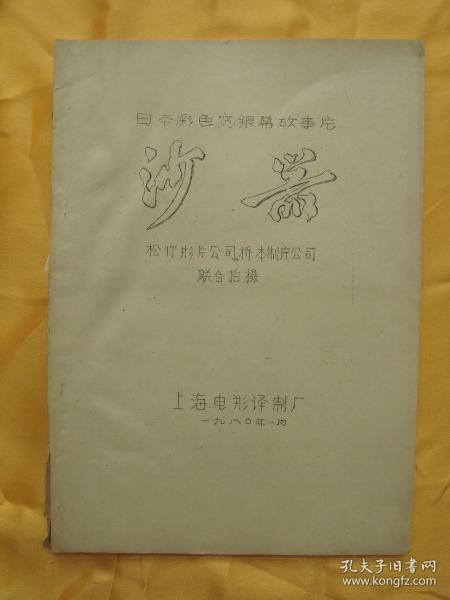 日本彩色宽银幕故事片
沙器
松竹形片公司、桥本制片公司
联合拍摄
上海电形译制厂
一九八〇年一月
孔夫子旧书网
www.kongfz.com